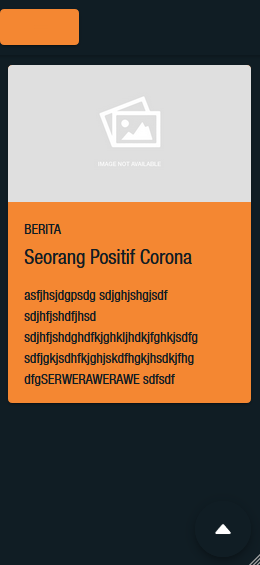 IMAGE NOT AVAILABLE
BERITA
Seorang Positif Corona
asfjhsjdgpsdg sdjghjshgjsdf
sdjhfjshdfjhsd
sdjhfjshdghdfkjghkljhdkjfghkjsdfg
sdfjgkjsdhfkjghjskdfhgkjhsdkjfhg
dfgSERWERAWERAWE sdfsdf